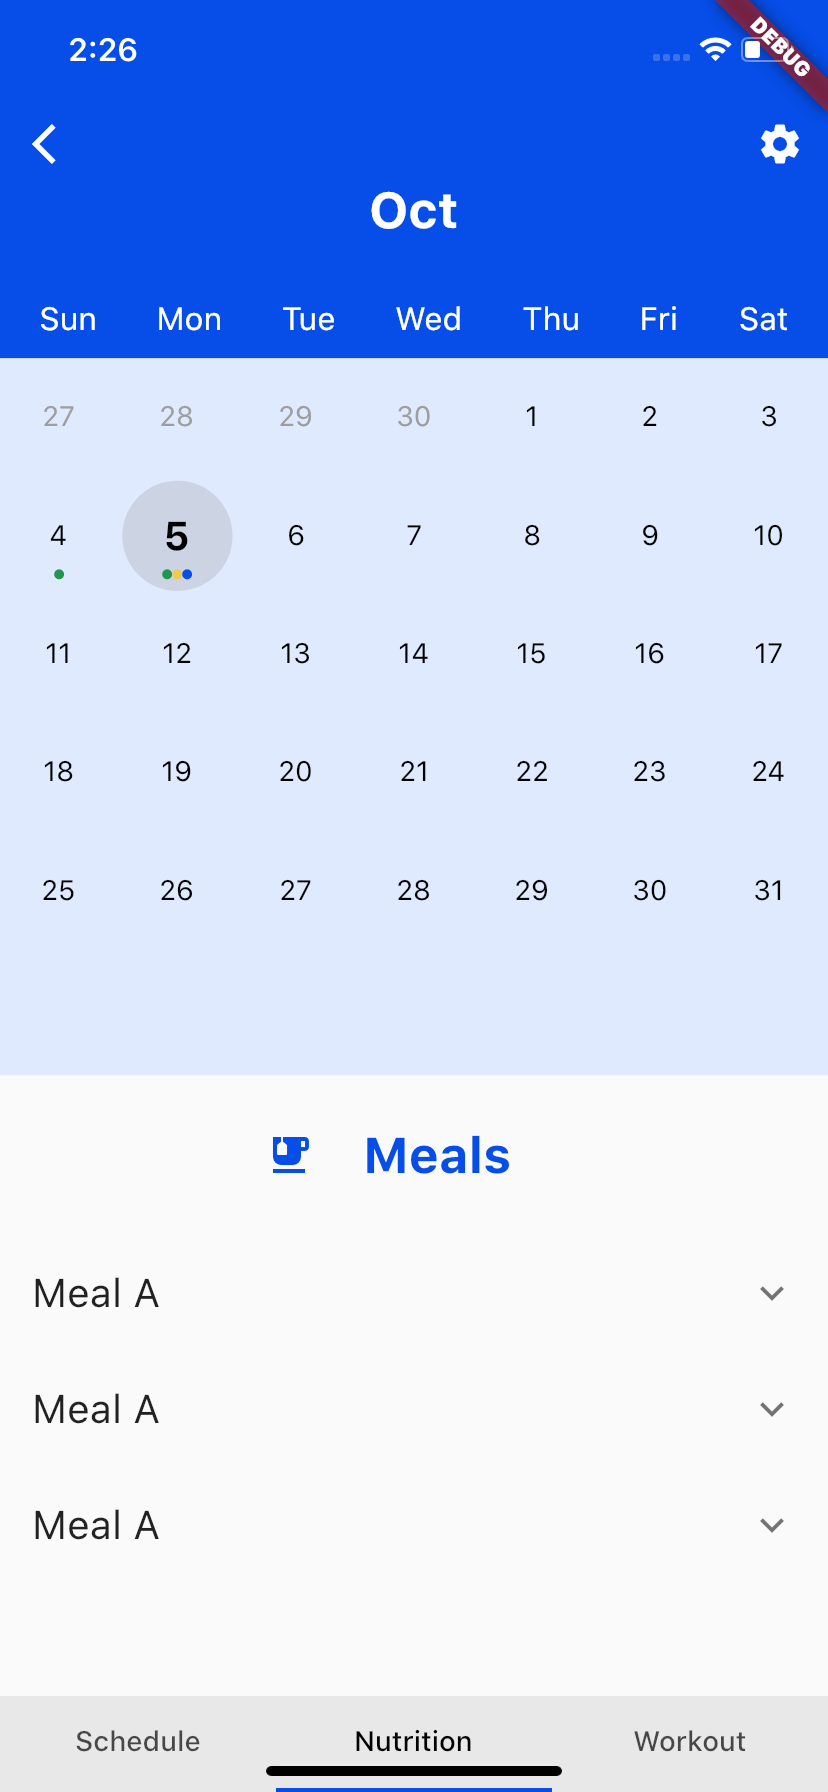 2:26
DEBUG
Oct
Sun Mon Tue Wed Thu Fri Sat
27 28 29 30 1 2 3
4 5 6 7 8 9 10
11 12 13 14 15 16 17
18 19 20 21 22 23 24
25 26 27 28 29 30 31
Meals
Meal A
Meal A
Meal A
Schedule Nutrition Workout